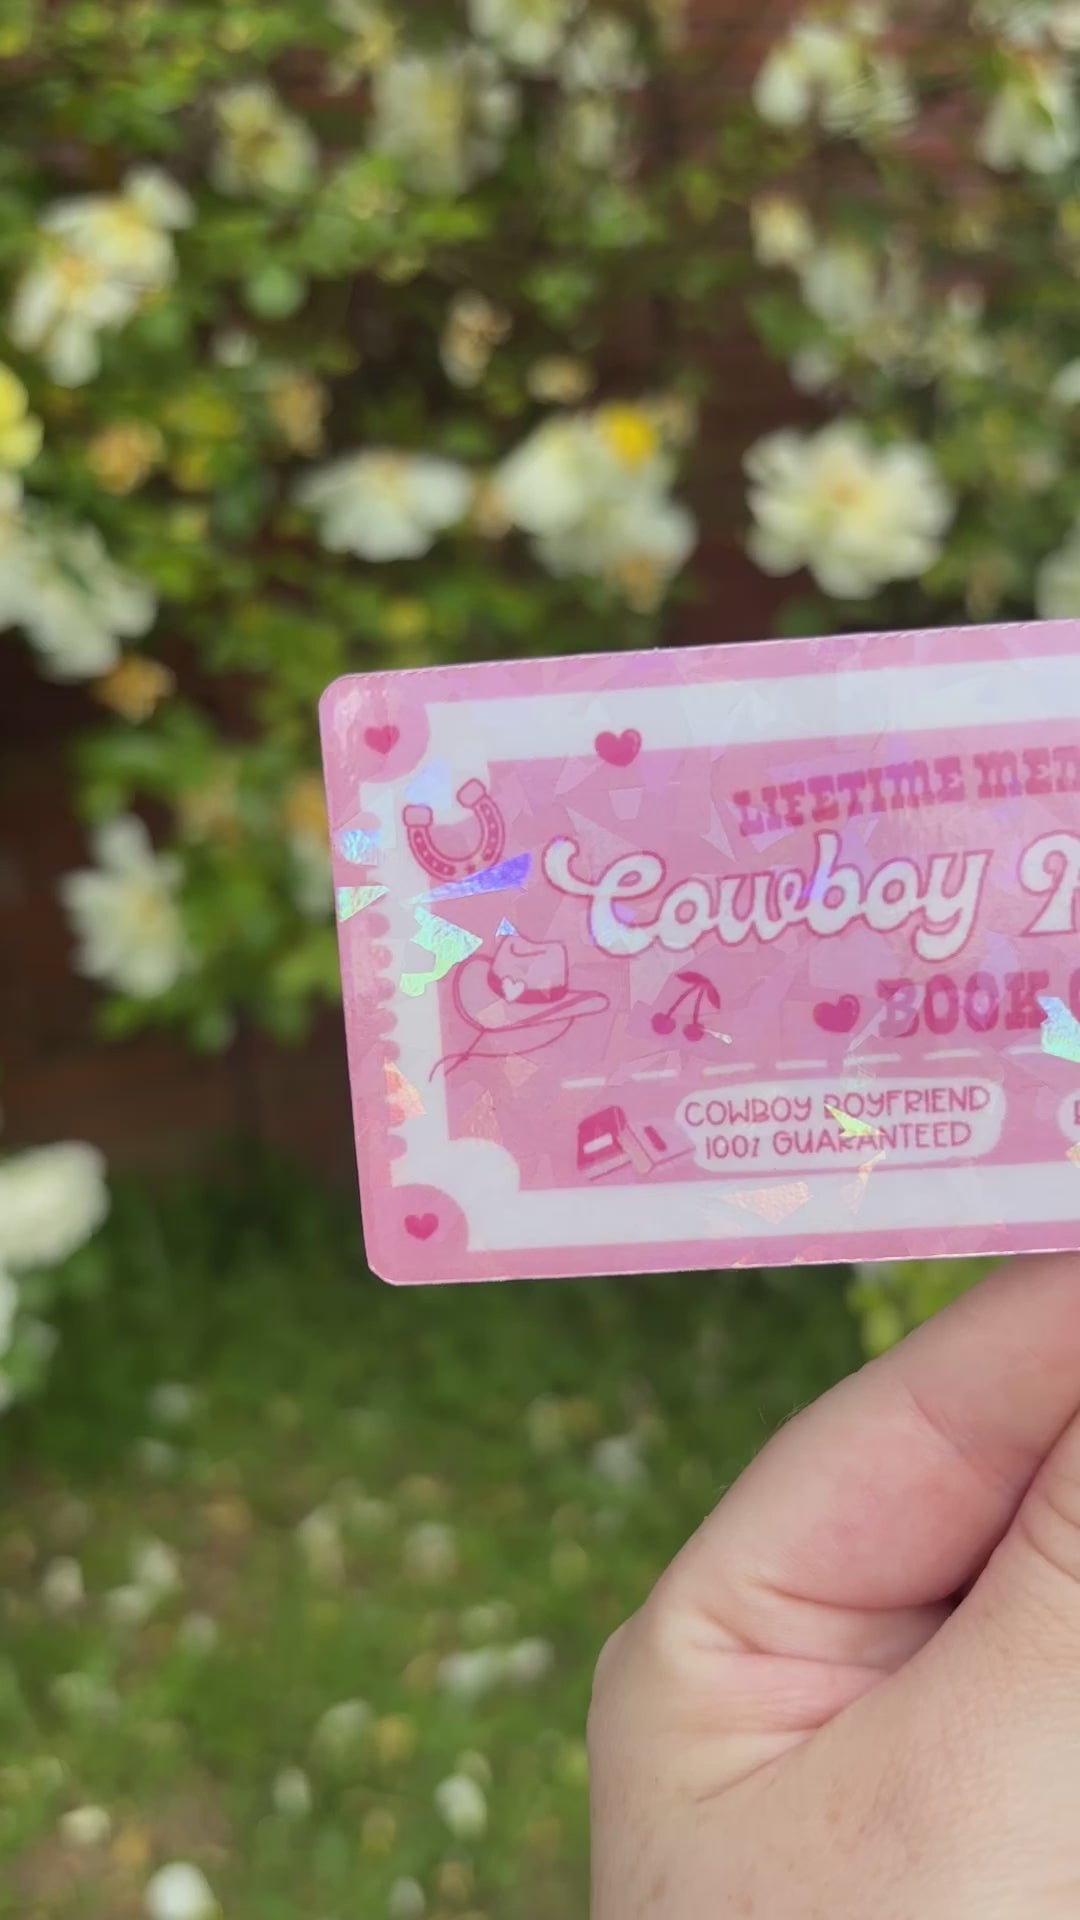 LIFETIME MEM
Cowboy R
BOOK C
COWBOY BOYFRIEND
100% GUARANTEED